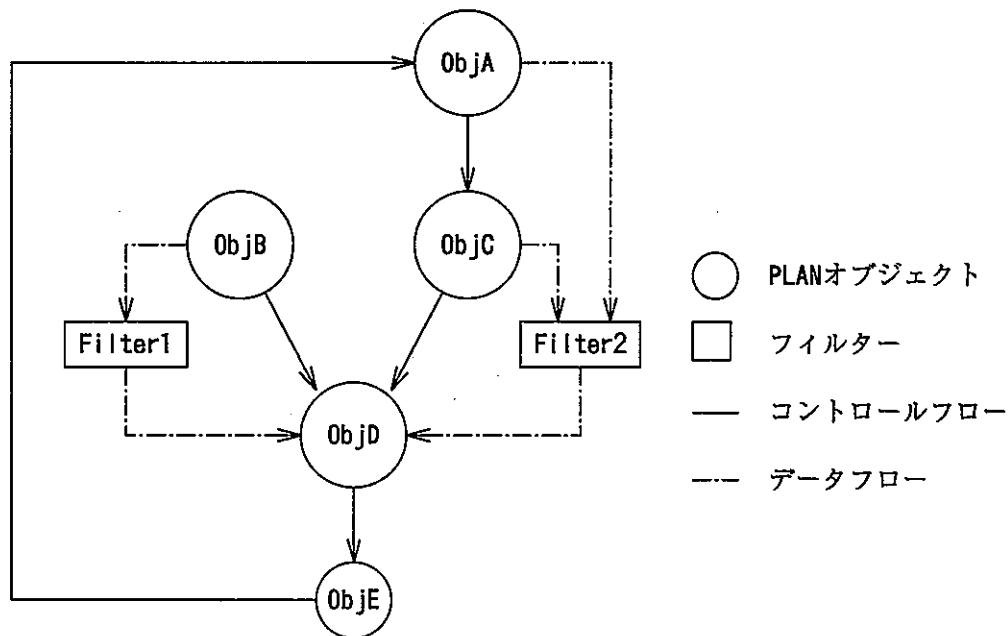 ObjA
ObjB
ObjC
Filter1
Filter2
ObjD
ObjE
PLANオブジェクト
フィルター
コントロールフロー
データフロー